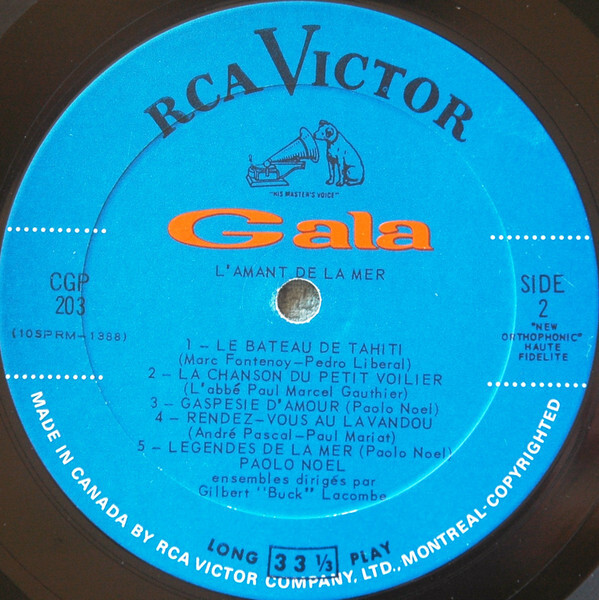 RCA VICTOR
"HIS MASTER'S VOICE"
Gala
L'AMANT DE LA MER
CGP
203
(10SPRM-1388)
SIDE
2
"NEW
ORTHOPHONIC"
HAUTE
FIDELITE
1 - LE BATEAU DE TAHITI
(Marc Fontenoy-Pedro Liberal)
2 - LA CHANSON DU PETIT VOILIER
(L'abbé Paul Marcel Gauthier)
3 - GASPESIE D'AMOUR (Paolo Noel)
4 - RENDEZ-VOUS AU LAVANDOU
(André Pascal-Paul Mariat)
5 - LEGENDES DE LA MER (Paolo Noel)
PAOLO NOEL
ensembles dirigés par
Gilbert "Buck" Lacombe
LONG 33 1/3 PLAY
MADE IN CANADA BY RCA VICTOR COMPANY, LTD., MONTREAL-COPYRIGHTED